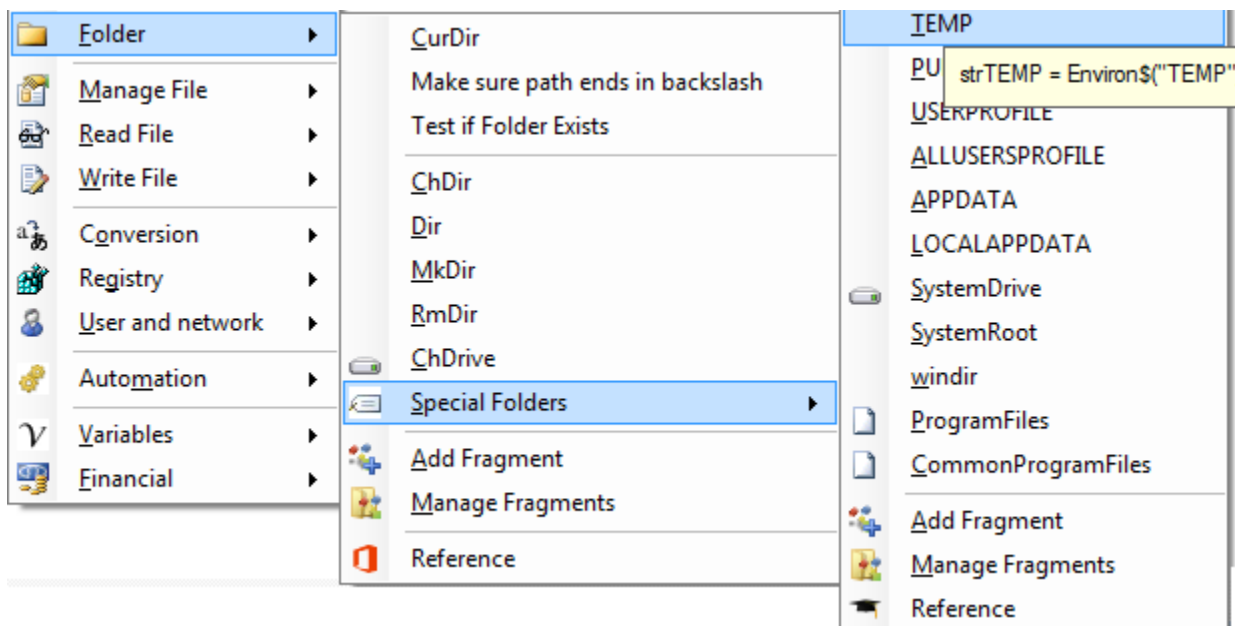 Folder
Manage File
Read File
Write File
Conversion
Registry
User and network
Automation
Variables
Financial
CurDir
Make sure path ends in backslash
Test if Folder Exists
ChDir
Dir
MkDir
RmDir
ChDrive
Special Folders
Add Fragment
Manage Fragments
Reference
TEMP
PU
strTEMP = Environ$("TEMP"
USERPROFILE
ALLUSERSPROFILE
APPDATA
LOCALAPPDATA
SystemDrive
SystemRoot
windir
ProgramFiles
CommonProgramFiles
Add Fragment
Manage Fragments
Reference